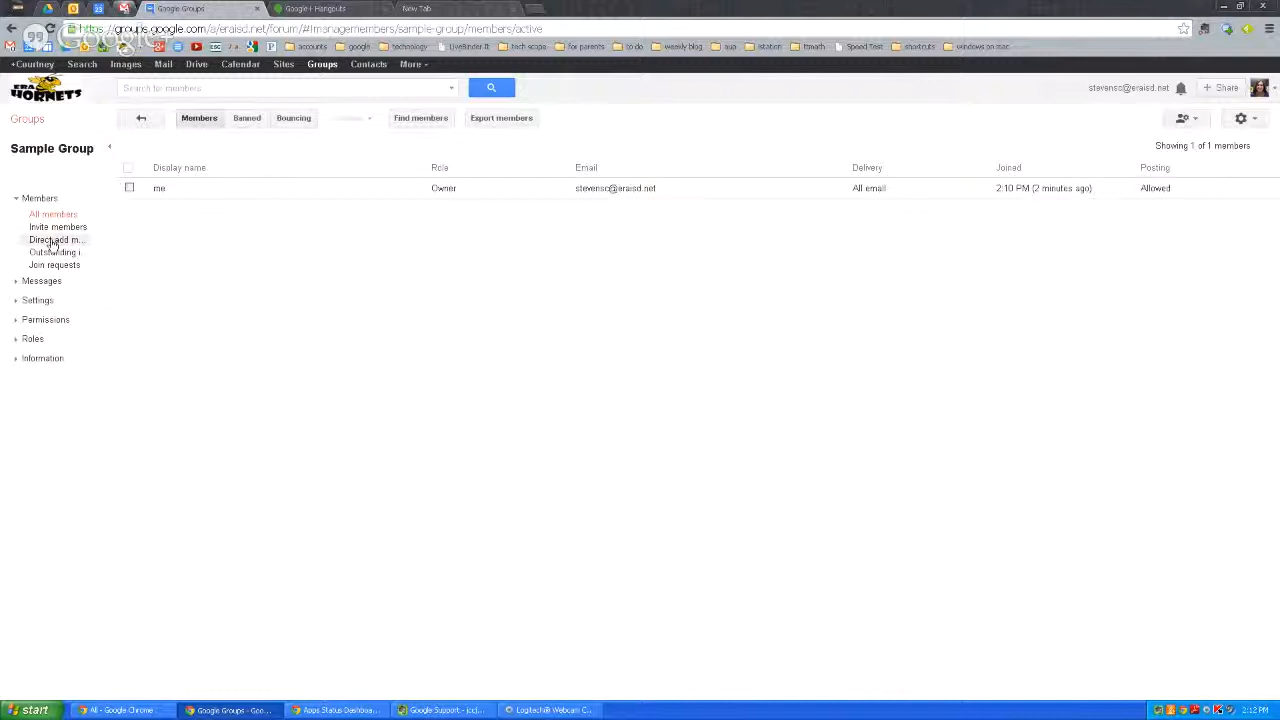 Google Groups
Google+ Hangouts
New Tab
https://groups.google.com/a/eraisd.net/forum/#!managemembers/sample-group/members/active
accounts
google
technology
LiveBinder It
tech scope
for parents
to do
weekly blog
aup
istation
ttmath
Speed Test
shortcuts
windows on mac
+Courtney
Search
Images
Mail
Drive
Calendar
Sites
Groups
Contacts
More
ERA HORNETS
Search for members
stevensc@eraisd.net
+ Share
Groups
Members
Banned
Bouncing
Find members
Export members
Sample Group
Showing 1 of 1 members
Display name
Role
Email
Delivery
Joined
Posting
me
Owner
stevensc@eraisd.net
All email
2:10 PM (2 minutes ago)
Allowed
Members
All members
Invite members
Direct add m...
Outstanding i
Join requests
Messages
Settings
Permissions
Roles
Information
start
All - Google Chrome
Google Groups - Goo...
Apps Status Dashboa...
Google Support - jccj...
Logitech® Webcam C...
2:12 PM